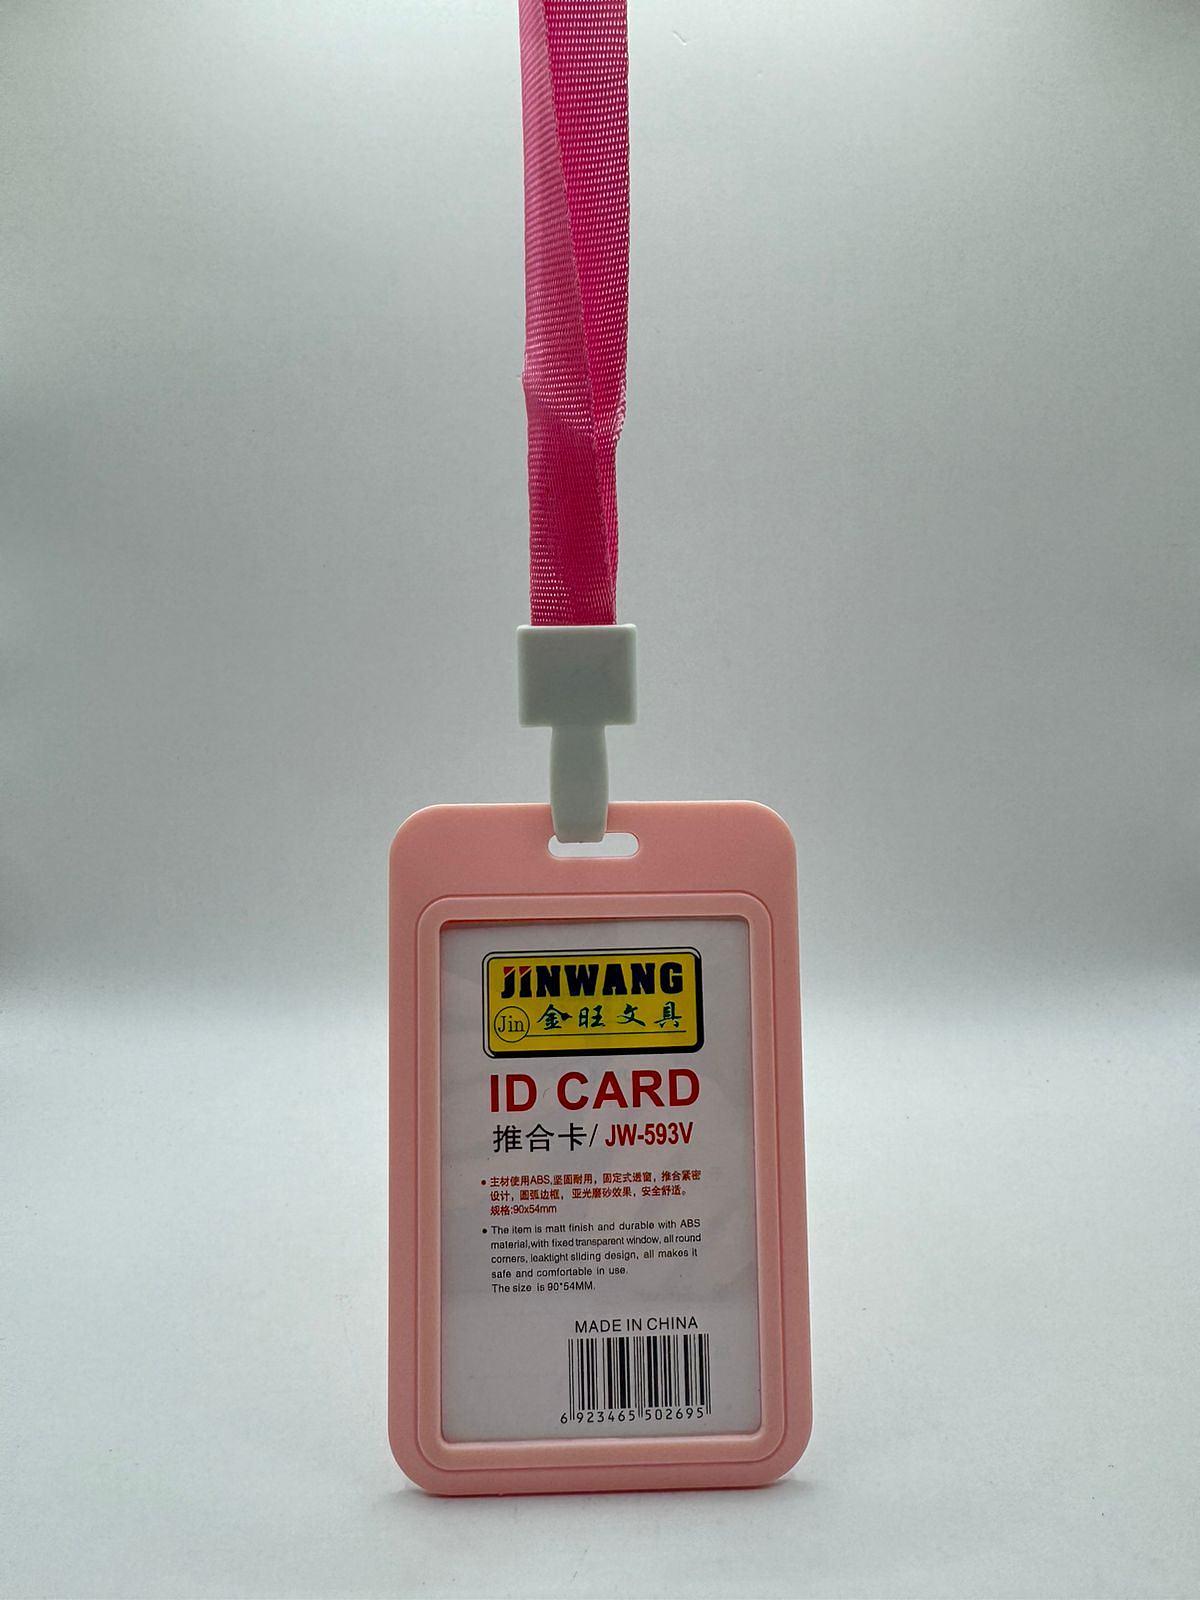 JINWANG
Jin 金旺文具
ID CARD
推合卡/ JW-593V
• 主材使用ABS,坚固耐用，固定式透窗，推合紧密
设计，圆弧边框，亚光磨砂效果，安全舒适。
规格:90x54mm
• The item is matt finish and durable with ABS
material,with fixed transparent window, all round
corners, leaktight sliding design, all makes it
safe and comfortable in use.
The size is 90*54MM.
MADE IN CHINA
6 923465 502695